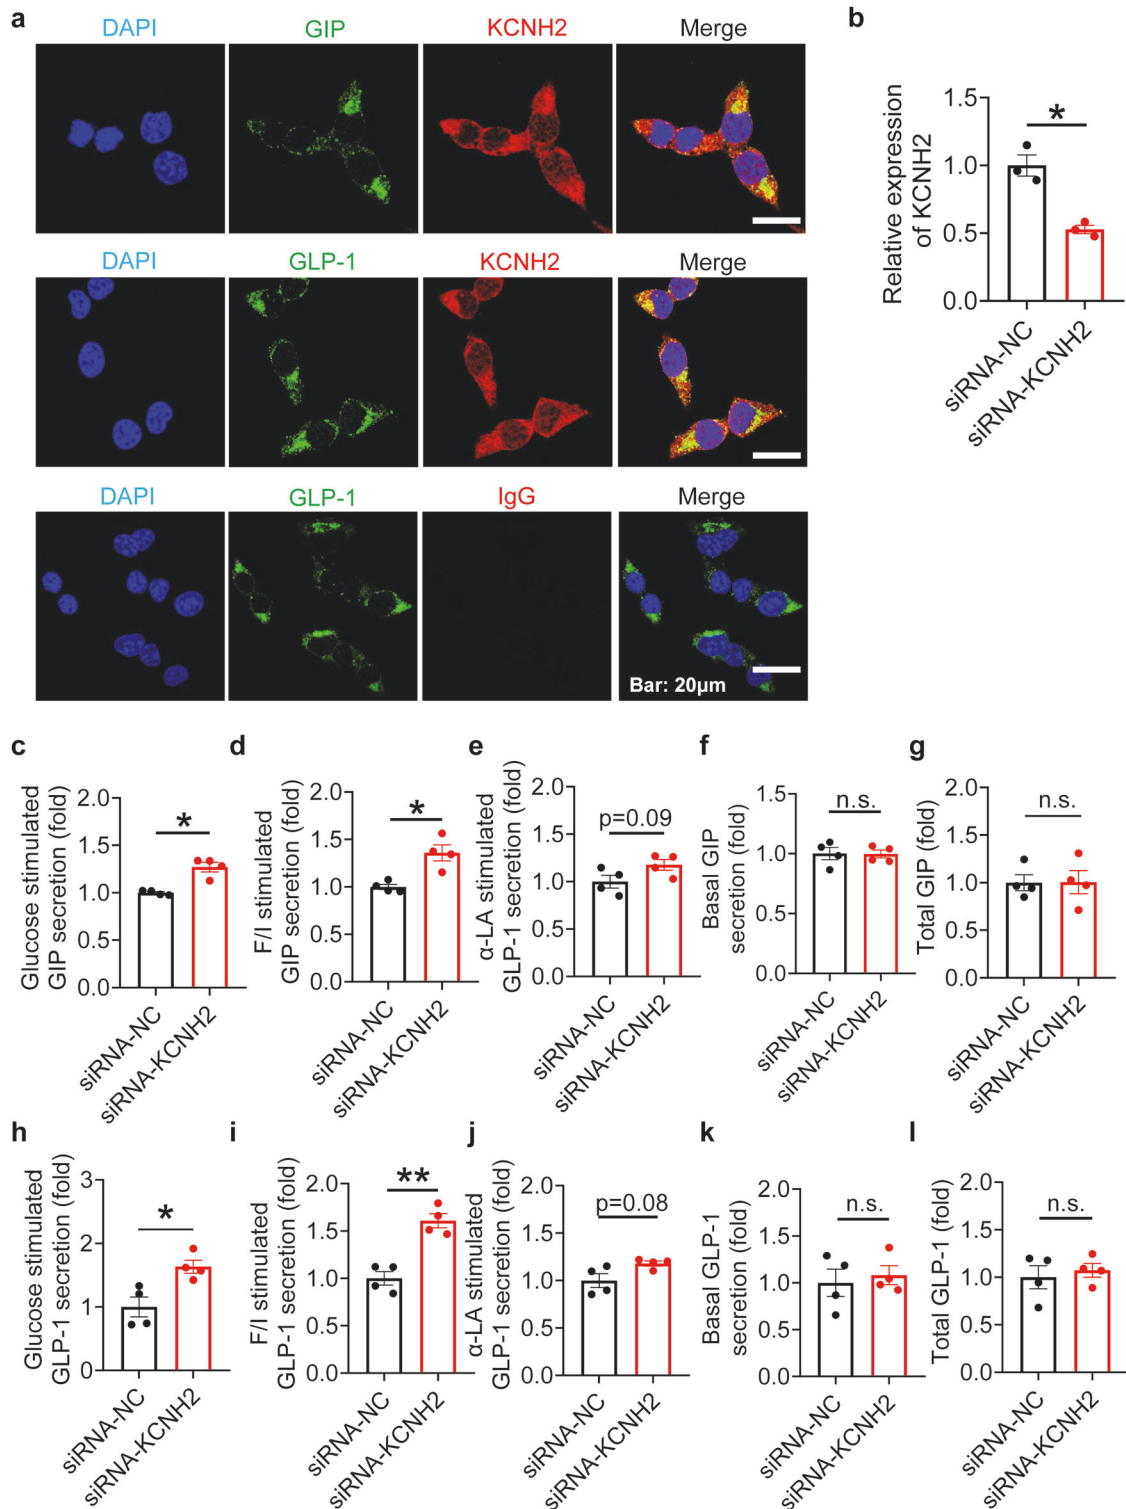 a
DAPI
GIP
KCNH2
Merge
DAPI
GLP-1
KCNH2
Merge
DAPI
GLP-1
IgG
Merge
Bar: 20μm
b
Relative expression
of KCNH2
1.5
1.0
0.5
0.0
*
siRNA-NC
siRNA-KCNH2
c
Glucose stimulated
GIP secretion (fold)
2.0
1.5
1.0
0.5
0.0
*
siRNA-NC
siRNA-KCNH2
d
F/I stimulated
GIP secretion (fold)
2.0
1.5
1.0
0.5
0.0
*
siRNA-NC
siRNA-KCNH2
e
α-LA stimulated
GLP-1 secretion (fold)
2.0
1.5
1.0
0.5
0.0
p=0.09
siRNA-NC
siRNA-KCNH2
f
Basal GIP
secretion (fold)
1.5
1.0
0.5
0.0
n.s.
siRNA-NC
siRNA-KCNH2
g
Total GIP (fold)
2.0
1.5
1.0
0.5
0.0
n.s.
siRNA-NC
siRNA-KCNH2
h
Glucose stimulated
GLP-1 secretion (fold)
3
2
1
0
*
siRNA-NC
siRNA-KCNH2
i
F/I stimulated
GLP-1 secretion (fold)
2.0
1.5
1.0
0.5
0.0
**
siRNA-NC
siRNA-KCNH2
j
α-LA stimulated
GLP-1 secretion (fold)
2.0
1.5
1.0
0.5
0.0
p=0.08
siRNA-NC
siRNA-KCNH2
k
Basal GLP-1
secretion (fold)
2.0
1.5
1.0
0.5
0.0
n.s.
siRNA-NC
siRNA-KCNH2
l
Total GLP-1 (fold)
2.0
1.5
1.0
0.5
0.0
n.s.
siRNA-NC
siRNA-KCNH2